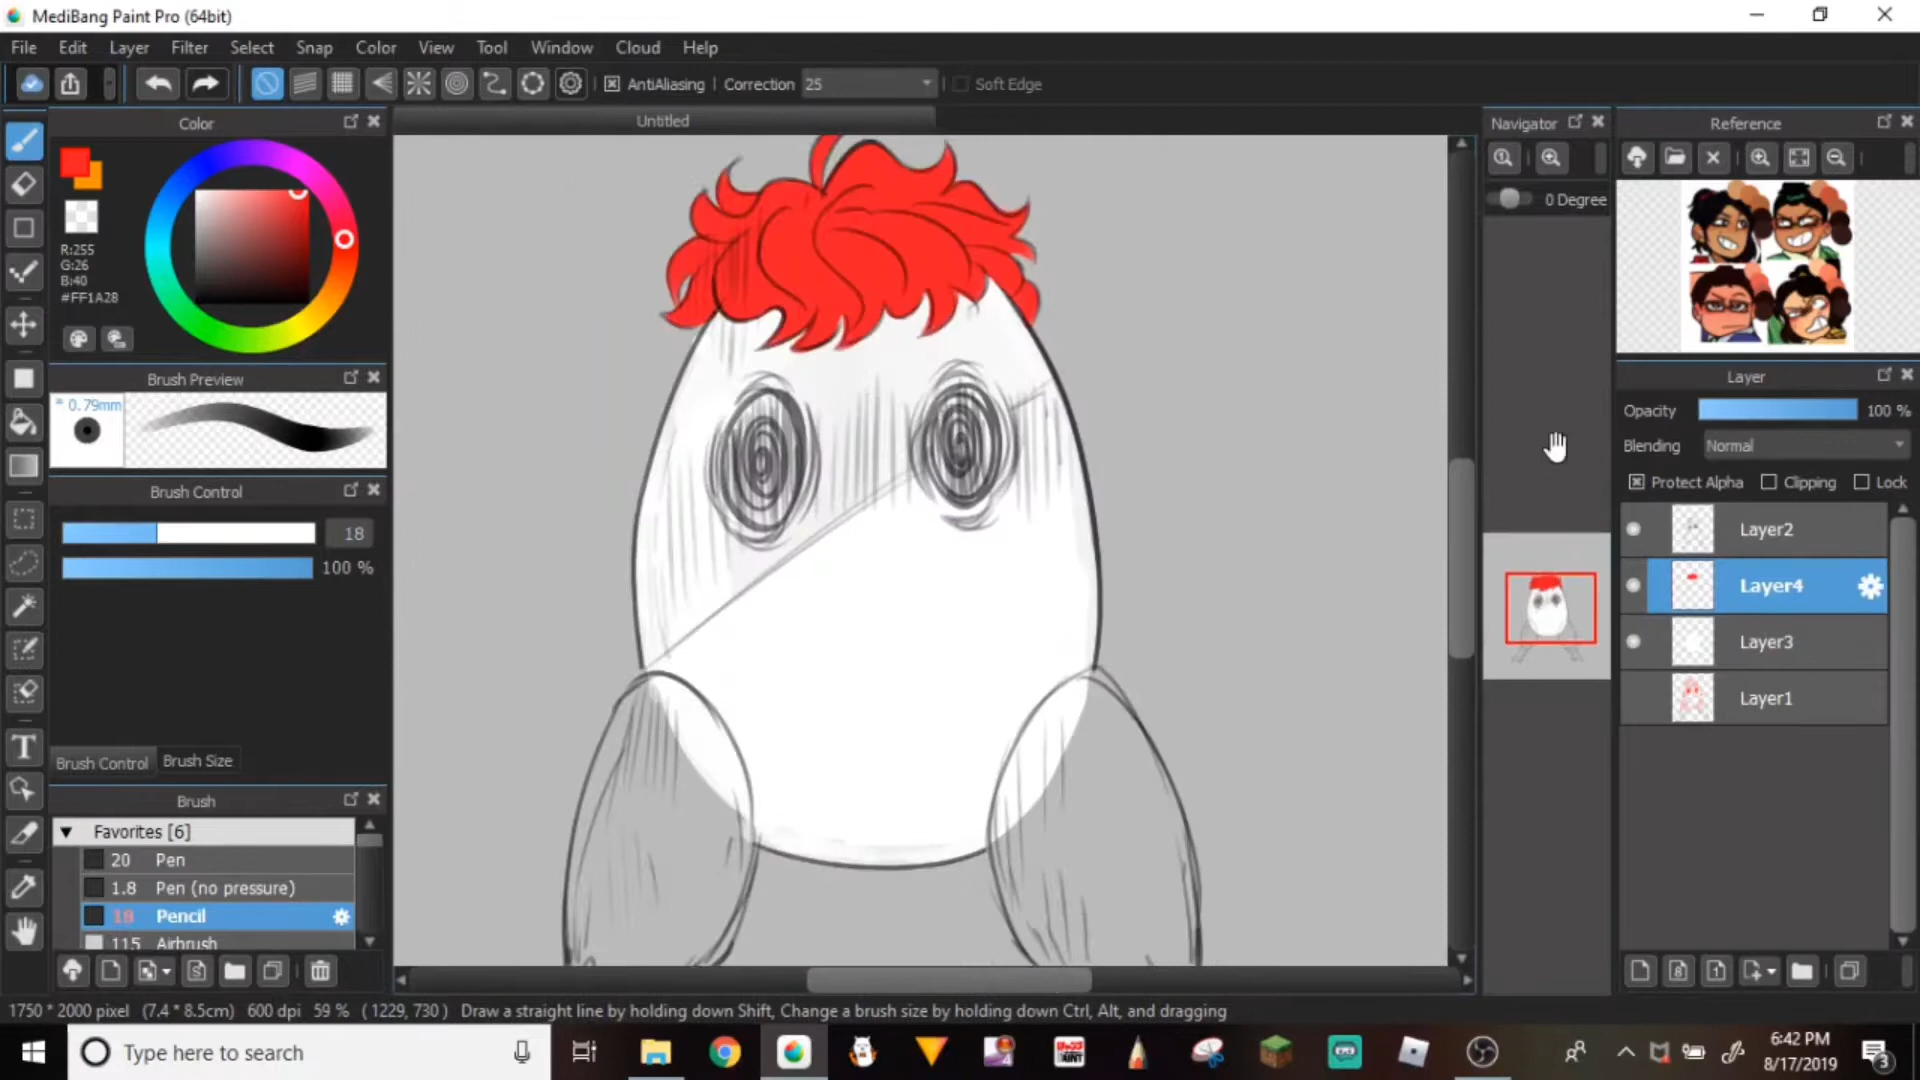 MediBang Paint Pro (64bit)
File Edit Layer Filter Select Snap Color View Tool Window Cloud Help
AntiAliasing Correction 25 Soft Edge
Color
Untitled
Navigator
Reference
R:255
G:26
B:40
#FF1A28
0 Degree
Brush Preview
* 0.79mm
Layer
Opacity 100 %
Blending Normal
Protect Alpha Clipping Lock
Brush Control
18
100 %
Layer2
Layer4
Layer3
Layer1
Brush Control Brush Size
Brush
Favorites [6]
20 Pen
1.8 Pen (no pressure)
18 Pencil
115 Airbrush
1750 * 2000 pixel (7.4 * 8.5cm) 600 dpi 59 % ( 1229, 730 ) Draw a straight line by holding down Shift, Change a brush size by holding down Ctrl, Alt, and dragging
Type here to search
6:42 PM
8/17/2019
3